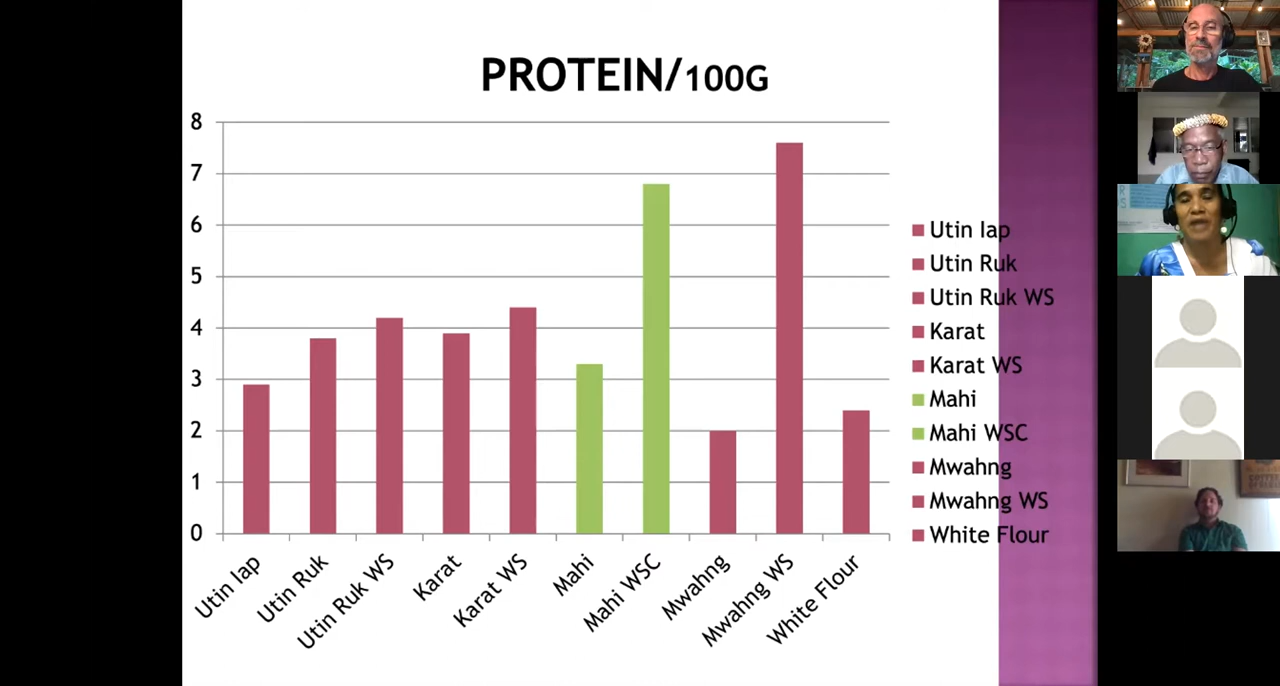 PROTEIN/100G
8
7
6
5
4
3
2
1
0
Utin Iap
Utin Ruk
Utin Ruk WS
Karat
Karat WS
Mahi
Mahi WSC
Mwahng
Mwahng WS
White Flour
Utin Iap
Utin Ruk
Utin Ruk WS
Karat
Karat WS
Mahi
Mahi WSC
Mwahng
Mwahng WS
White Flour